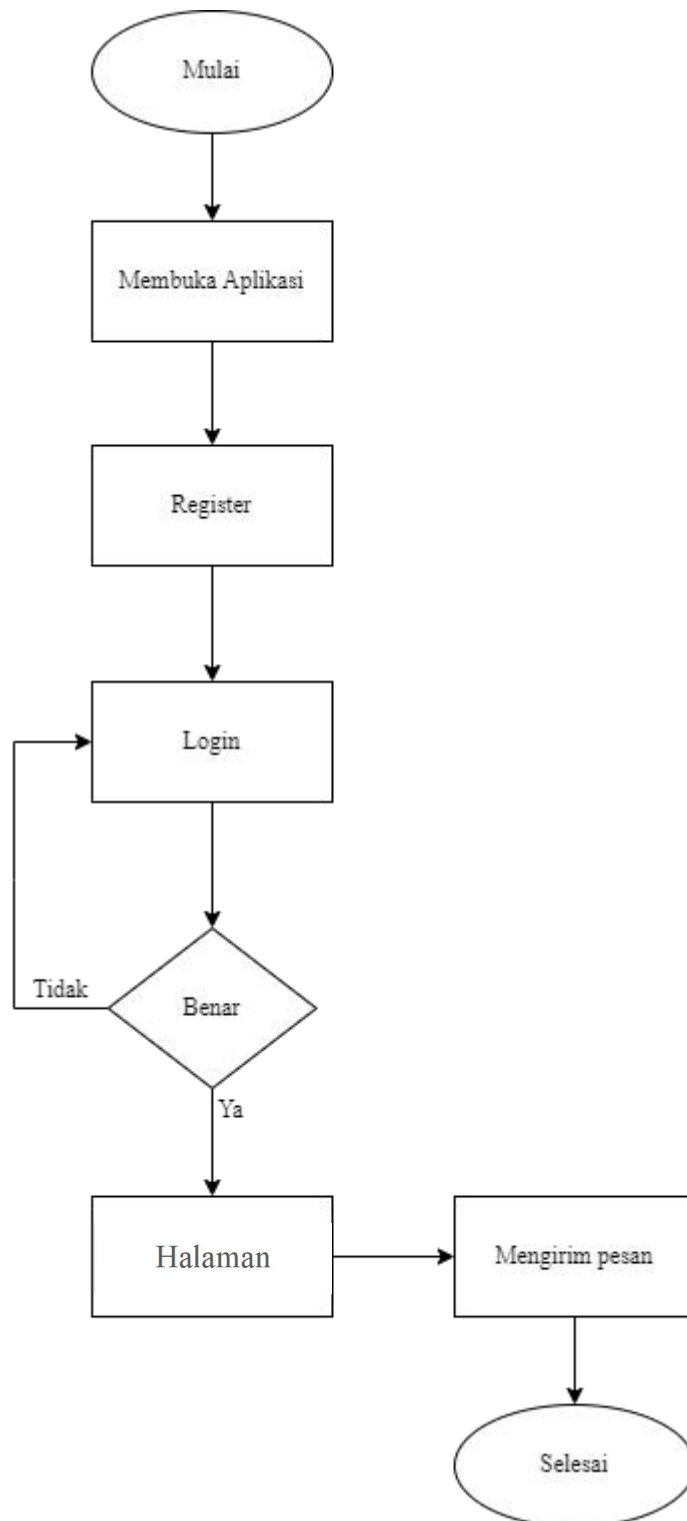 Mulai
Membuka Aplikasi
Register
Login
Tidak
Benar
Ya
Halaman
Mengirim pesan
Selesai